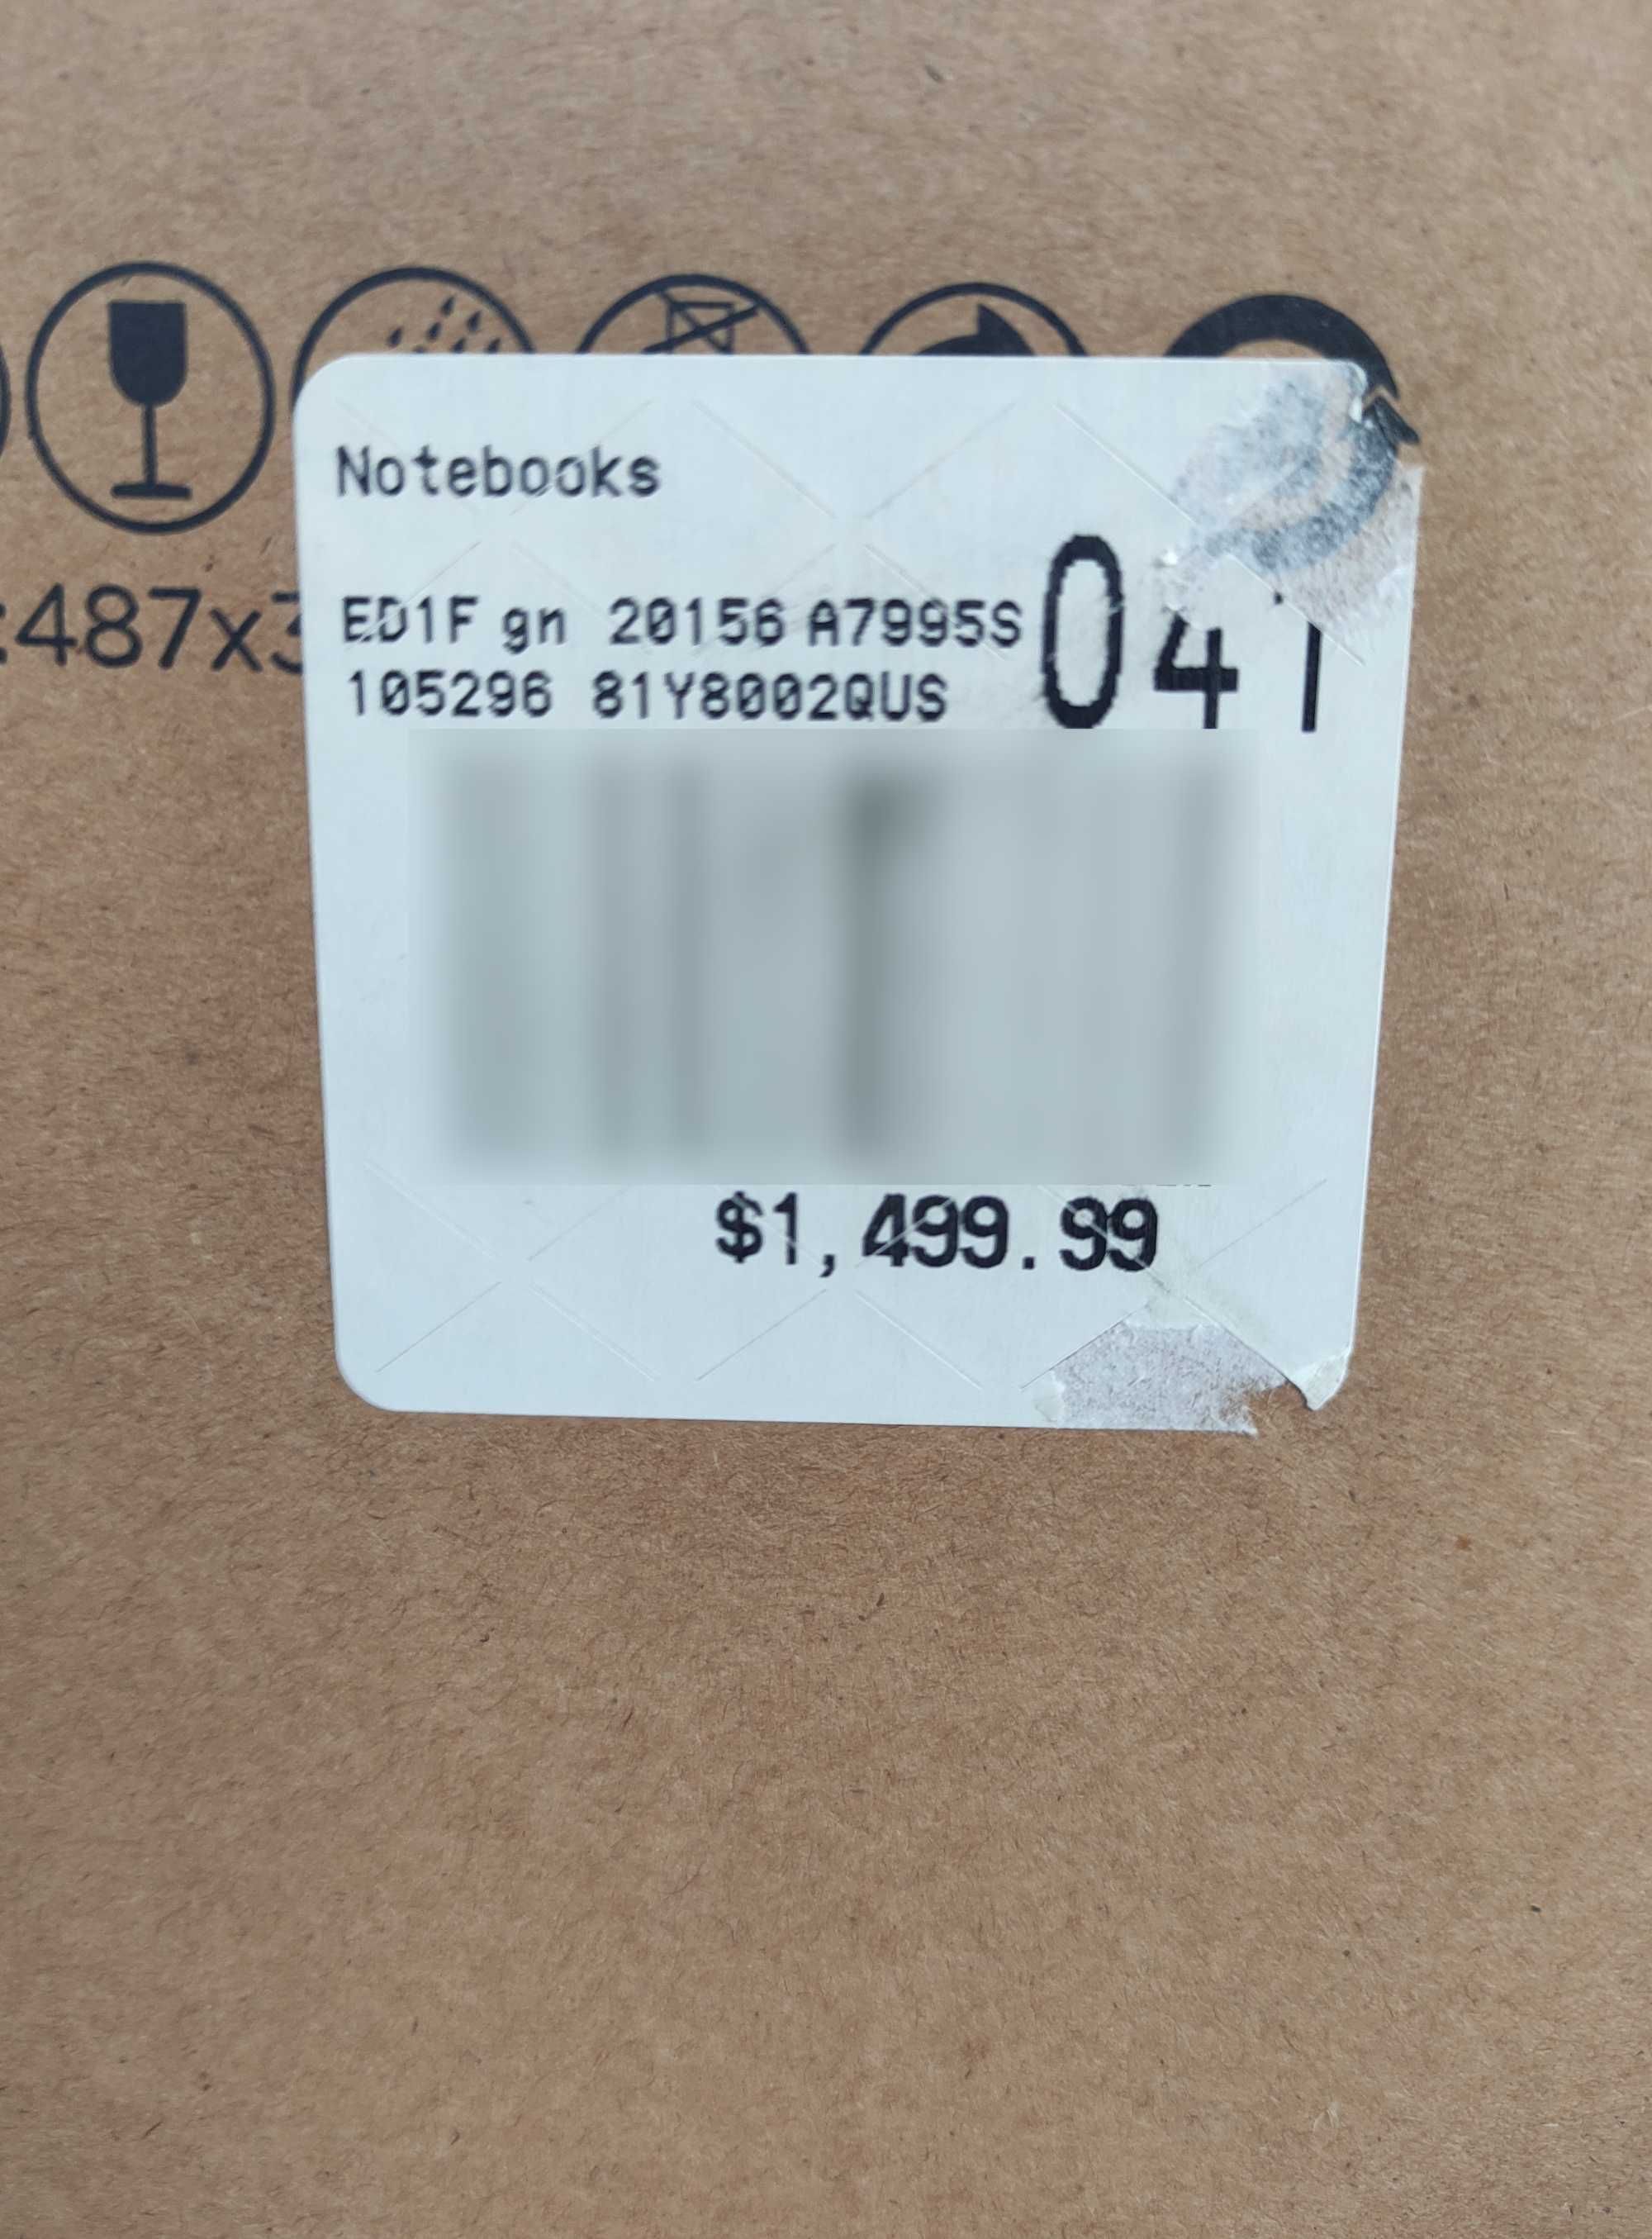 Notebooks
:487x3
ED1F gn 20156 A7995S
041
105296 81Y8002QUS
$1,499.99